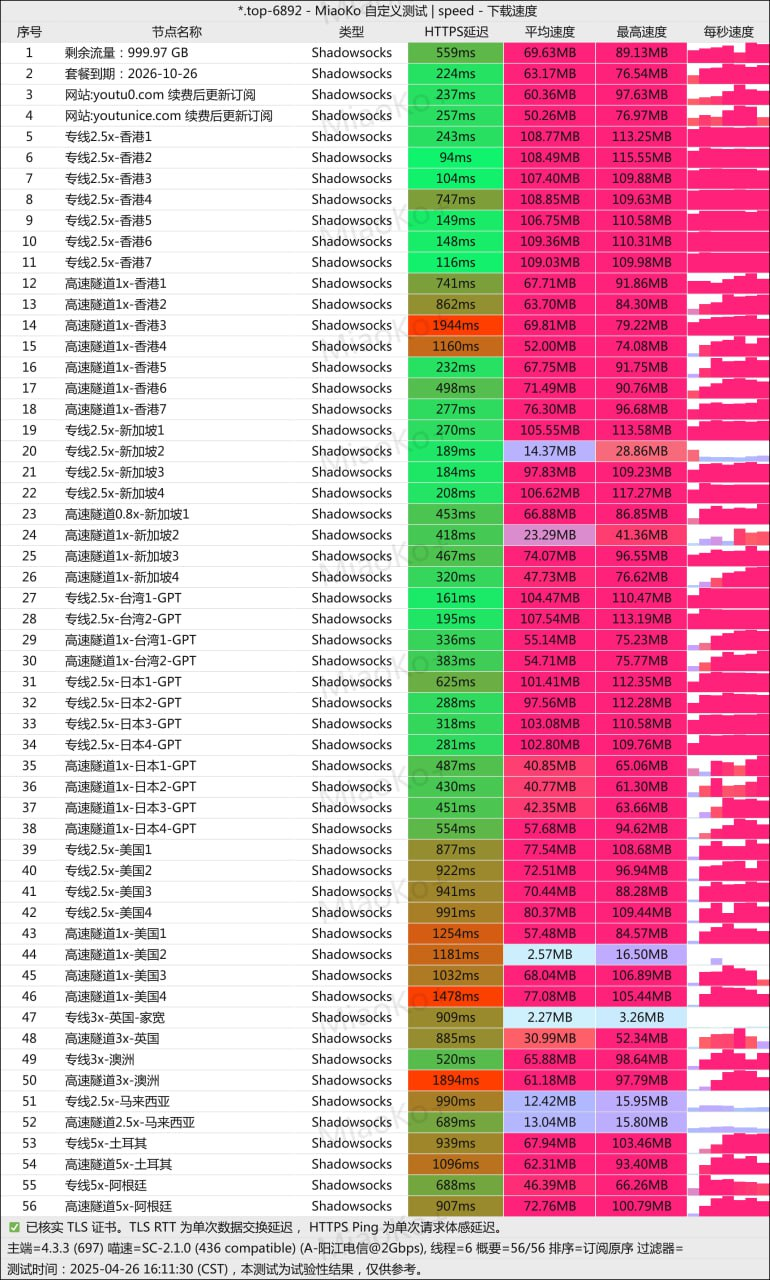 *.top-6892 - MiaoKo 自定义测试 | speed - 下载速度
序号 节点名称 类型 HTTPS延迟 平均速度 最高速度 每秒速度
1 剩余流量：999.97 GB Shadowsocks 559ms 69.63MB 89.13MB
2 套餐到期：2026-10-26 Shadowsocks 224ms 63.17MB 76.54MB
3 网站:youtu0.com 续费后更新订阅 Shadowsocks 237ms 60.36MB 97.63MB
4 网站:youtunice.com 续费后更新订阅 Shadowsocks 257ms 50.26MB 76.97MB
5 专线2.5x-香港1 Shadowsocks 243ms 108.77MB 113.25MB
6 专线2.5x-香港2 Shadowsocks 94ms 108.49MB 115.55MB
7 专线2.5x-香港3 Shadowsocks 104ms 107.40MB 109.88MB
8 专线2.5x-香港4 Shadowsocks 747ms 108.85MB 109.63MB
9 专线2.5x-香港5 Shadowsocks 149ms 106.75MB 110.58MB
10 专线2.5x-香港6 Shadowsocks 148ms 109.36MB 110.31MB
11 专线2.5x-香港7 Shadowsocks 116ms 109.03MB 109.98MB
12 高速隧道1x-香港1 Shadowsocks 741ms 67.71MB 91.86MB
13 高速隧道1x-香港2 Shadowsocks 862ms 63.70MB 84.30MB
14 高速隧道1x-香港3 Shadowsocks 1944ms 69.81MB 79.22MB
15 高速隧道1x-香港4 Shadowsocks 1160ms 52.00MB 74.08MB
16 高速隧道1x-香港5 Shadowsocks 232ms 67.75MB 91.75MB
17 高速隧道1x-香港6 Shadowsocks 498ms 71.49MB 90.76MB
18 高速隧道1x-香港7 Shadowsocks 277ms 76.30MB 96.68MB
19 专线2.5x-新加坡1 Shadowsocks 270ms 105.55MB 113.58MB
20 专线2.5x-新加坡2 Shadowsocks 189ms 14.37MB 28.86MB
21 专线2.5x-新加坡3 Shadowsocks 184ms 97.83MB 109.23MB
22 专线2.5x-新加坡4 Shadowsocks 208ms 106.62MB 117.27MB
23 高速隧道0.8x-新加坡1 Shadowsocks 453ms 66.88MB 86.85MB
24 高速隧道1x-新加坡2 Shadowsocks 418ms 23.29MB 41.36MB
25 高速隧道1x-新加坡3 Shadowsocks 467ms 74.07MB 96.55MB
26 高速隧道1x-新加坡4 Shadowsocks 320ms 47.73MB 76.62MB
27 专线2.5x-台湾1-GPT Shadowsocks 161ms 104.47MB 110.47MB
28 专线2.5x-台湾2-GPT Shadowsocks 195ms 107.54MB 113.19MB
29 高速隧道1x-台湾1-GPT Shadowsocks 336ms 55.14MB 75.23MB
30 高速隧道1x-台湾2-GPT Shadowsocks 383ms 54.71MB 75.77MB
31 专线2.5x-日本1-GPT Shadowsocks 625ms 101.41MB 112.35MB
32 专线2.5x-日本2-GPT Shadowsocks 288ms 97.56MB 112.28MB
33 专线2.5x-日本3-GPT Shadowsocks 318ms 103.08MB 110.58MB
34 专线2.5x-日本4-GPT Shadowsocks 281ms 102.80MB 109.76MB
35 高速隧道1x-日本1-GPT Shadowsocks 487ms 40.85MB 65.06MB
36 高速隧道1x-日本2-GPT Shadowsocks 430ms 40.77MB 61.30MB
37 高速隧道1x-日本3-GPT Shadowsocks 451ms 42.35MB 63.66MB
38 高速隧道1x-日本4-GPT Shadowsocks 554ms 57.68MB 94.62MB
39 专线2.5x-美国1 Shadowsocks 877ms 77.54MB 108.68MB
40 专线2.5x-美国2 Shadowsocks 922ms 72.51MB 96.94MB
41 专线2.5x-美国3 Shadowsocks 941ms 70.44MB 88.28MB
42 专线2.5x-美国4 Shadowsocks 991ms 80.37MB 109.44MB
43 高速隧道1x-美国1 Shadowsocks 1254ms 57.48MB 84.57MB
44 高速隧道1x-美国2 Shadowsocks 1181ms 2.57MB 16.50MB
45 高速隧道1x-美国3 Shadowsocks 1032ms 68.04MB 106.89MB
46 高速隧道1x-美国4 Shadowsocks 1478ms 77.08MB 105.44MB
47 专线3x-英国-家宽 Shadowsocks 909ms 2.27MB 3.26MB
48 高速隧道3x-英国 Shadowsocks 885ms 30.99MB 52.34MB
49 专线3x-澳洲 Shadowsocks 520ms 65.88MB 98.64MB
50 高速隧道3x-澳洲 Shadowsocks 1894ms 61.18MB 97.79MB
51 专线2.5x-马来西亚 Shadowsocks 990ms 12.42MB 15.95MB
52 高速隧道2.5x-马来西亚 Shadowsocks 689ms 13.04MB 15.80MB
53 专线5x-土耳其 Shadowsocks 939ms 67.94MB 103.46MB
54 高速隧道5x-土耳其 Shadowsocks 1096ms 62.31MB 93.40MB
55 专线5x-阿根廷 Shadowsocks 688ms 46.39MB 66.26MB
56 高速隧道5x-阿根廷 Shadowsocks 907ms 72.76MB 100.79MB
✅ 已核实 TLS 证书。TLS RTT 为单次数据交换延迟， HTTPS Ping 为单次请求体感延迟。
主端=4.3.3 (697) 喵速=SC-2.1.0 (436 compatible) (A-阳江电信@2Gbps), 线程=6 概要=56/56 排序=订阅原序 过滤器=
测试时间：2025-04-26 16:11:30 (CST)，本测试为试验性结果，仅供参考。